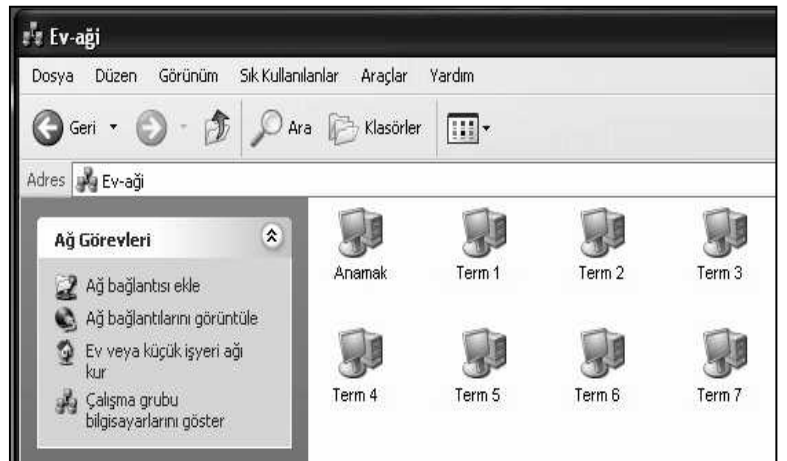 Ev-aği
Dosya Düzen Görünüm Sık Kullanılanlar Araçlar Yardım
Geri Ara Klasörler
Adres Ev-aği
Ağ Görevleri
Ağ bağlantısı ekle
Ağ bağlantılarını görüntüle
Ev veya küçük işyeri ağı
kur
Çalışma grubu
bilgisayarlarını göster
Anamak Term 1 Term 2 Term 3
Term 4 Term 5 Term 6 Term 7